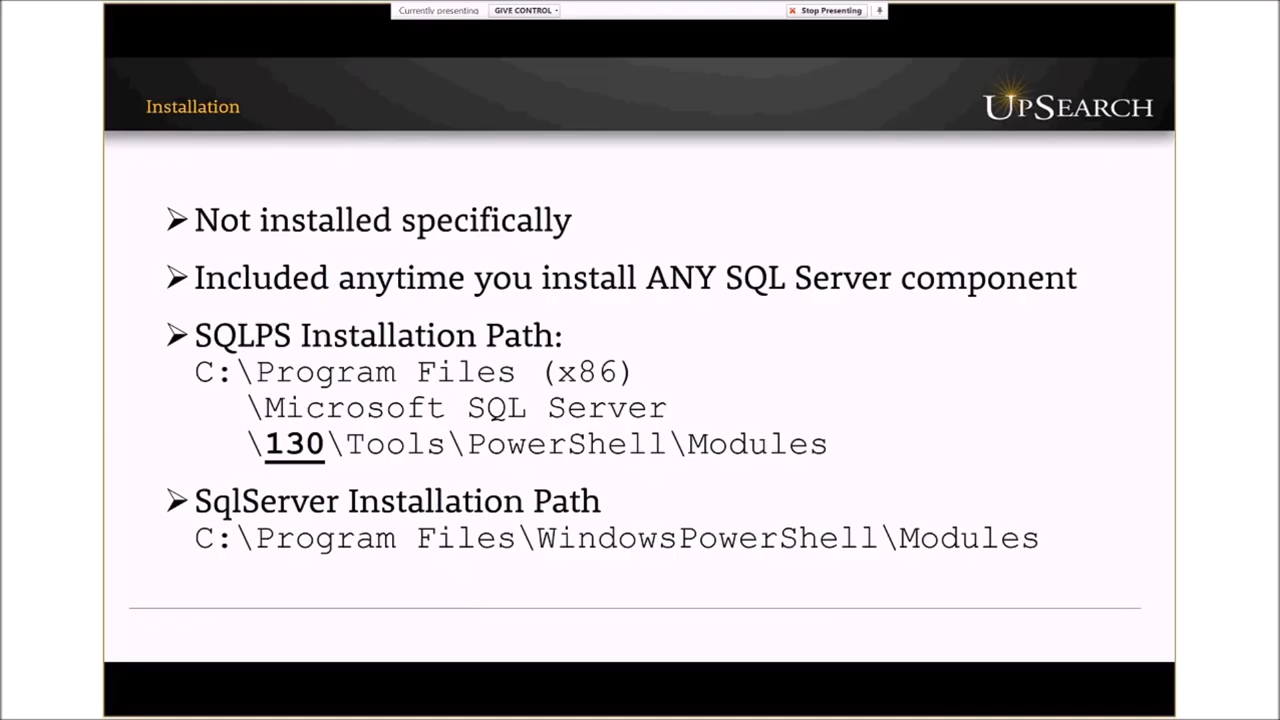 Currently presenting GIVE CONTROL Stop Presenting
Installation
UPSEARCH
➢ Not installed specifically
➢ Included anytime you install ANY SQL Server component
➢ SQLPS Installation Path:
C:\Program Files (x86)
\Microsoft SQL Server
\130\Tools\PowerShell\Modules
➢ SqlServer Installation Path
C:\Program Files\WindowsPowerShell\Modules